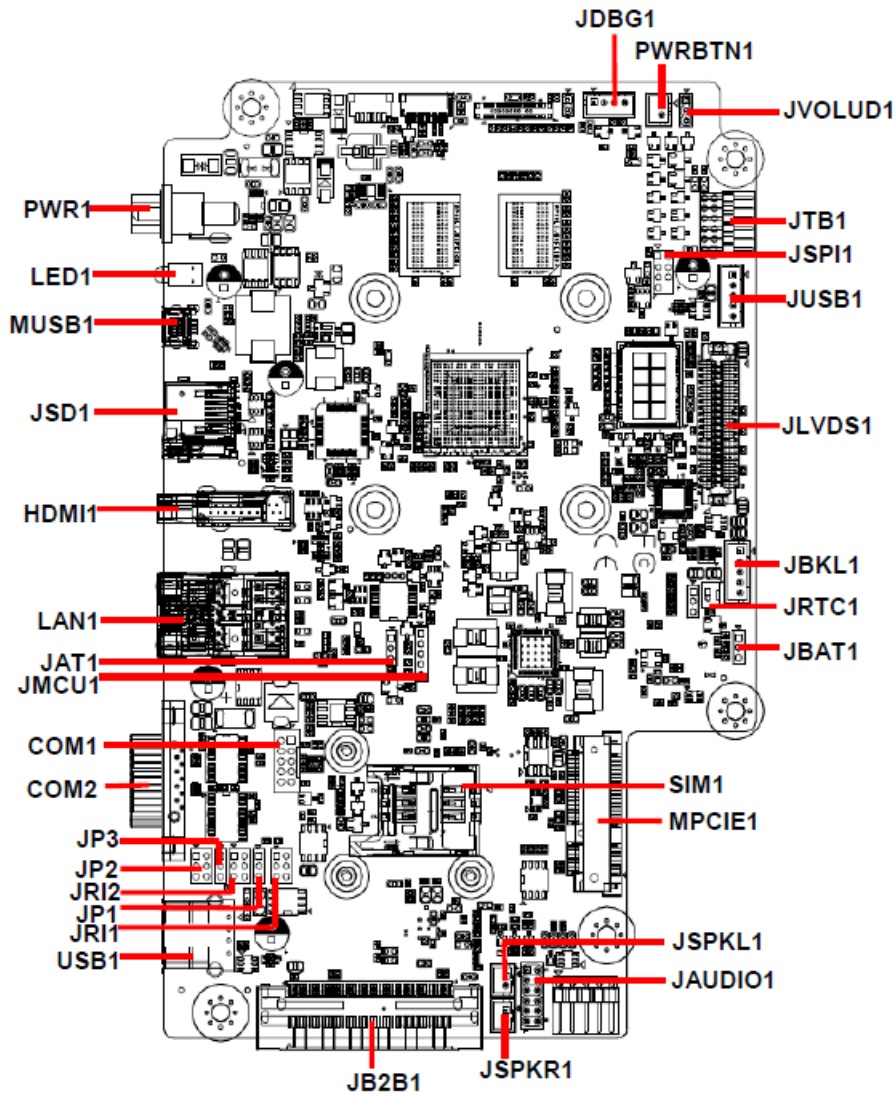 JDBG1
PWRBTN1
JVOLUD1
PWR1
JTB1
LED1
JSPI1
MUSB1
JUSB1
JSD1
JLVDS1
HDMI1
JBKL1
LAN1
JRTC1
JAT1
JBAT1
JMCU1
COM1
COM2
SIM1
MPCIE1
JP3
JP2
JRI2
JP1
JRI1
USB1
JSPKL1
JAUDIO1
JSPKR1
JB2B1